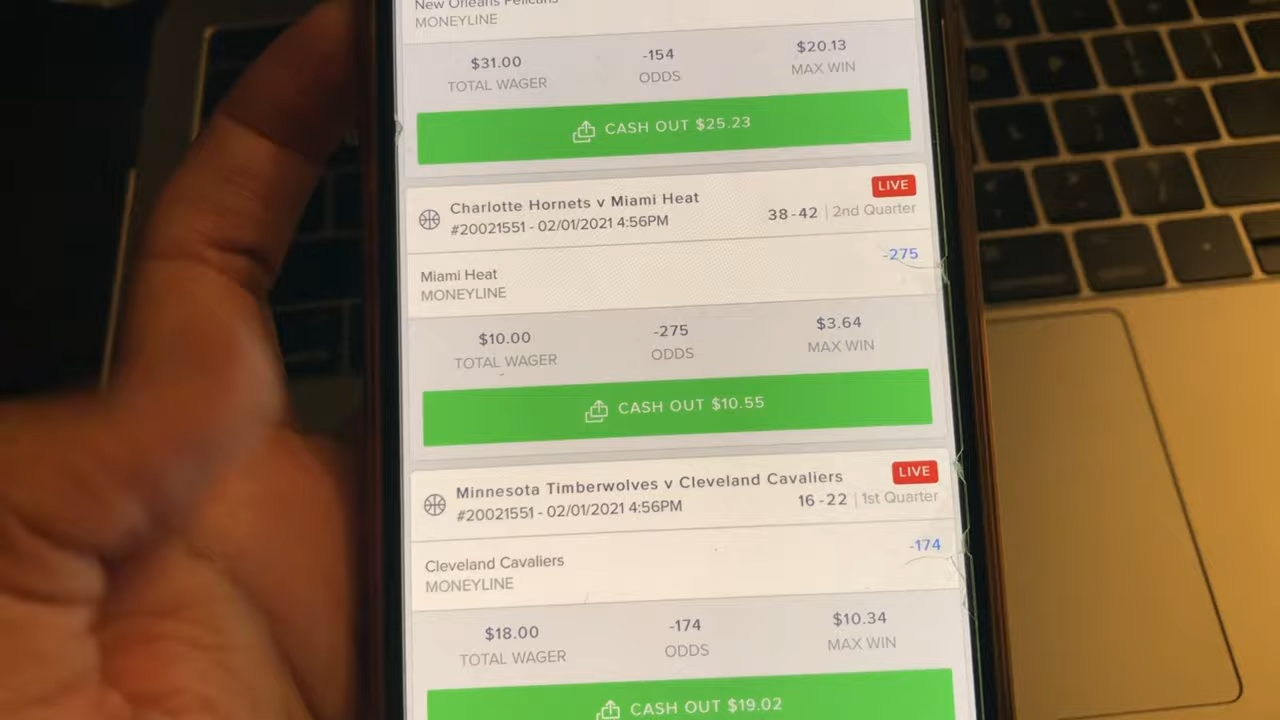 New Orleans Pelicans
MONEYLINE
$31.00 -154 $20.13
TOTAL WAGER ODDS MAX WIN
CASH OUT $25.23
LIVE
Charlotte Hornets v Miami Heat
#20021551 - 02/01/2021 4:56PM 38-42 | 2nd Quarter
-275
Miami Heat
MONEYLINE
$10.00 -275 $3.64
TOTAL WAGER ODDS MAX WIN
CASH OUT $10.55
LIVE
Minnesota Timberwolves v Cleveland Cavaliers
#20021551 - 02/01/2021 4:56PM 16-22 | 1st Quarter
-174
Cleveland Cavaliers
MONEYLINE
$18.00 -174 $10.34
TOTAL WAGER ODDS MAX WIN
CASH OUT $19.02